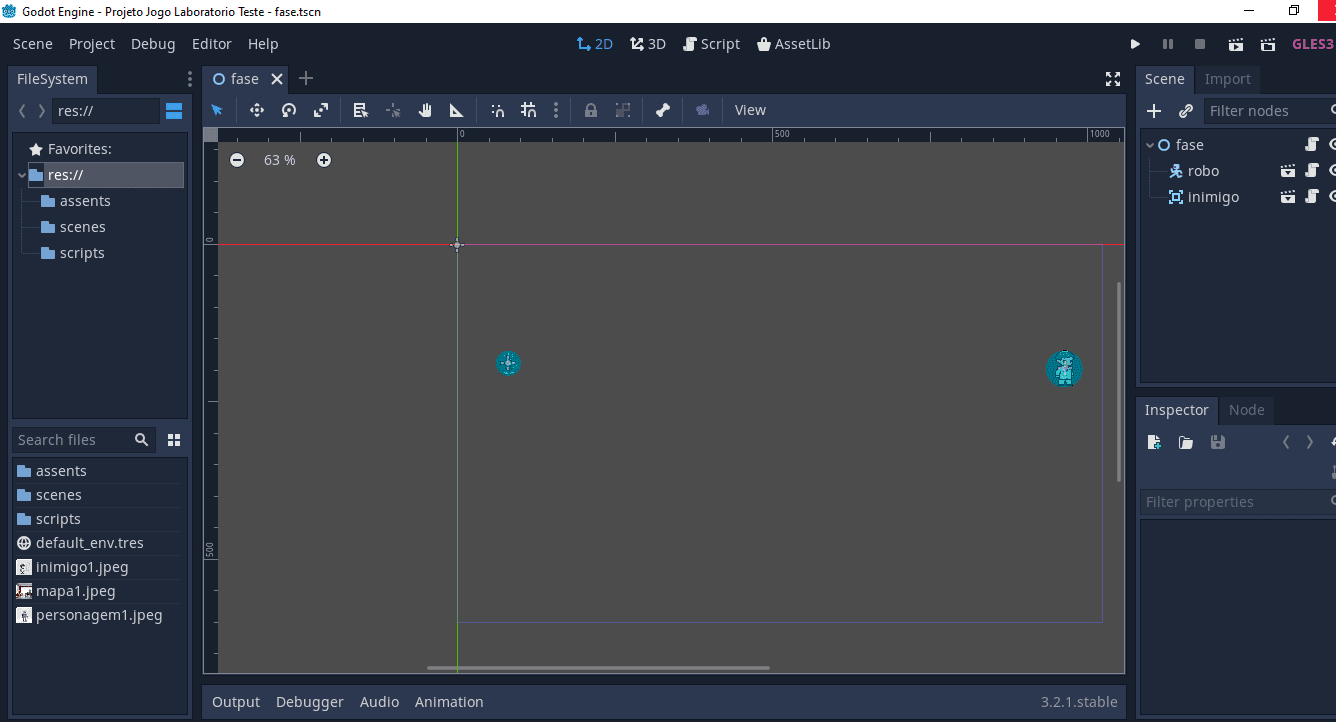 Godot Engine - Projeto Jogo Laboratorio Teste - fase.tscn
Scene Project Debug Editor Help
2D 3D Script AssetLib
GLES3
FileSystem
res://
Favorites:
res://
assents
scenes
scripts
Search files
assents
scenes
scripts
default_env.tres
inimigo1.jpeg
mapa1.jpeg
personagem1.jpeg
fase
View
0 500 1000
63 %
0
500
Output Debugger Audio Animation
3.2.1.stable
Scene Import
Filter nodes
fase
robo
inimigo
Inspector Node
Filter properties